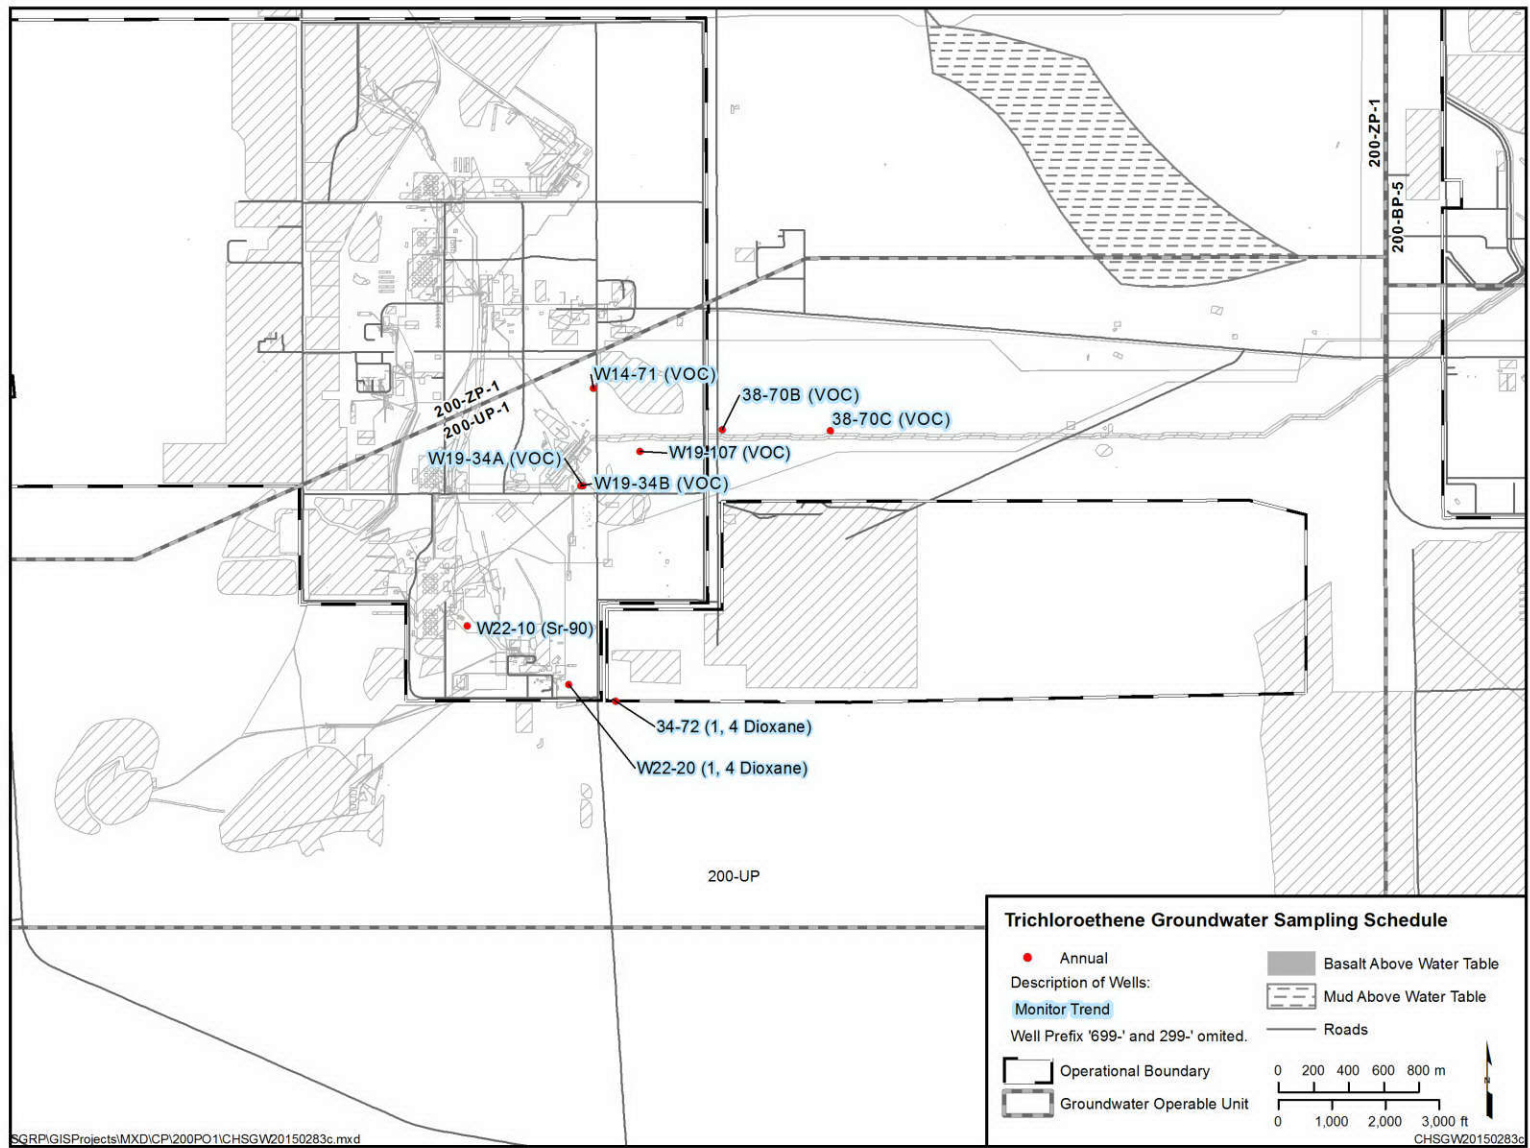 200-ZP-1
200-BP-5
W14-71 (VOC)
38-70B (VOC)
200-ZP-1
200-UP-1
38-70C (VOC)
W19-34A (VOC)
W19-107 (VOC)
W19-34B (VOC)
W22-10 (Sr-90)
34-72 (1, 4 Dioxane)
W22-20 (1, 4 Dioxane)
200-UP
Trichloroethene Groundwater Sampling Schedule
Annual
Description of Wells:
Monitor Trend
Well Prefix '699-' and 299-' omited.
Operational Boundary
Groundwater Operable Unit
Basalt Above Water Table
Mud Above Water Table
Roads
0 200 400 600 800 m
0 1,000 2,000 3,000 ft
SGRP\GISProjects\MXD\CP\200PO1\CHSGW20150283c.mxd
CHSGW20150283c